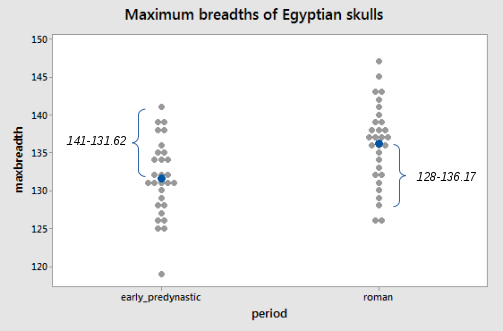 Maximum breadths of Egyptian skulls
150
145
140
135
130
125
120
maxbreadth
141-131.62
128-136.17
early_predynastic
roman
period